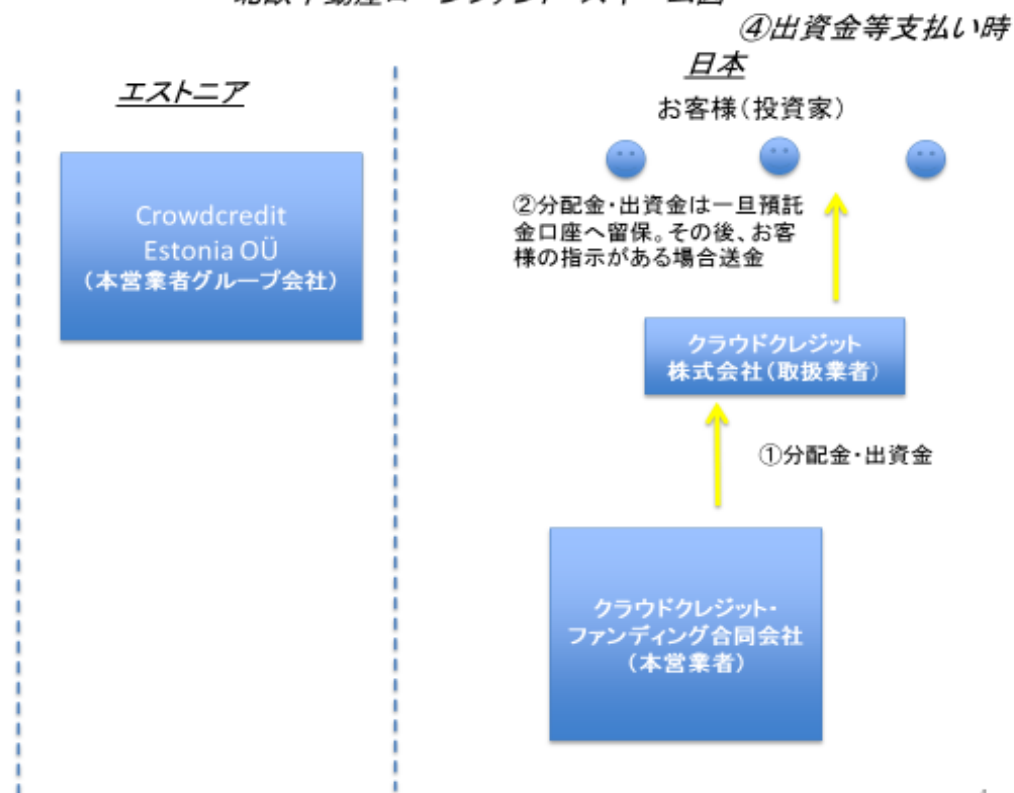 ④出資金等支払い時
エストニア
日本
お客様(投資家)
Crowdcredit
Estonia OÜ
(本営業者グループ会社)
②分配金・出資金は一旦預託
金口座へ留保。その後、お客
様の指示がある場合送金
クラウドクレジット
株式会社(取扱業者)
①分配金・出資金
クラウドクレジット・
ファンディング合同会社
(本営業者)